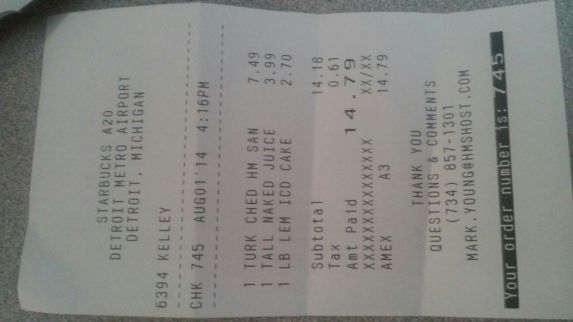 STARBUCKS A20
DETROIT METRO AIRPORT
DETROIT, MICHIGAN
6394 KELLEY
CHK 745 AUG01'14 4:16PM
1 TURK CHED HM SAN 7.49
1 TALL NAKED JUICE 3.99
1 LB LEM ICD CAKE 2.70
Subtotal 14.18
Tax 0.61
Amt Paid 14.79
XXXXXXXXXXXXXXXX XX/XX
AMEX A3 14.79
THANK YOU
QUESTIONS & COMMENTS
(734) 857-1301
MARK.YOUNG@HMSHOST.COM
Your order number is: 745